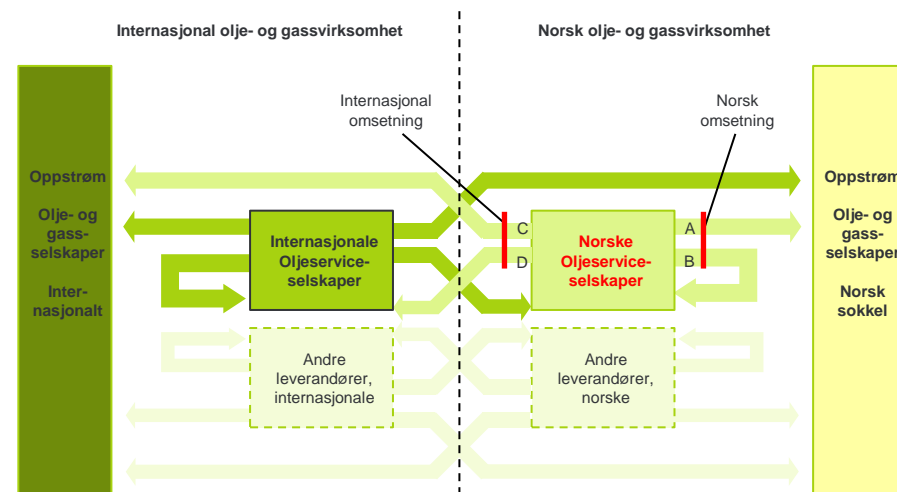 Internasjonal olje- og gassvirksomhet
Norsk olje- og gassvirksomhet
Internasjonal
omsetning
Norsk
omsetning
Oppstrøm
Olje- og
gass-
selskaper
Inter-
nasjonalt
Internasjonale
Oljeservice-
selskaper
C
D
Norske
Oljeservice-
selskaper
A
B
Oppstrøm
Olje- og
gass-
selskaper
Norsk
sokkel
Andre
leverandører,
internasjonale
Andre
leverandører,
norske